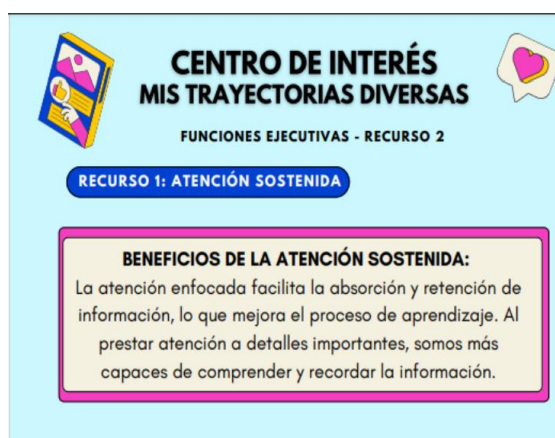 CENTRO DE INTERÉS
MIS TRAYECTORIAS DIVERSAS
FUNCIONES EJECUTIVAS - RECURSO 2
RECURSO 1: ATENCIÓN SOSTENIDA
BENEFICIOS DE LA ATENCIÓN SOSTENIDA:
La atención enfocada facilita la absorción y retención de
información, lo que mejora el proceso de aprendizaje. Al
prestar atención a detalles importantes, somos más
capaces de comprender y recordar la información.